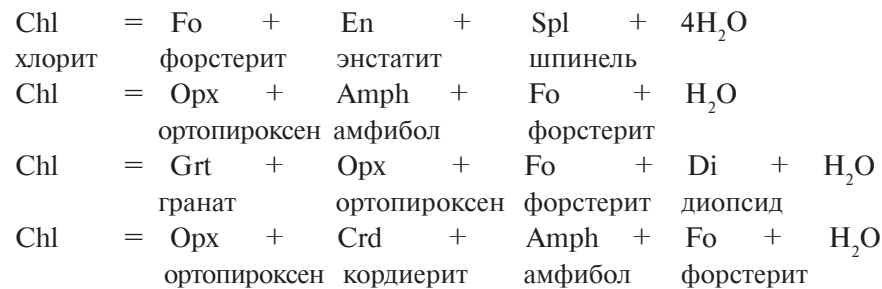 Chl = Fo + En + Spl + 4H₂O
хлорит форстерит энстатит шпинель
Chl = Opx + Amph + Fo + H₂O
ортопироксен амфибол форстерит
Chl = Grt + Opx + Fo + Di + H₂O
гранат ортопироксен форстерит диопсид
Chl = Opx + Crd + Amph + Fo + H₂O
ортопироксен кордиерит амфибол форстерит